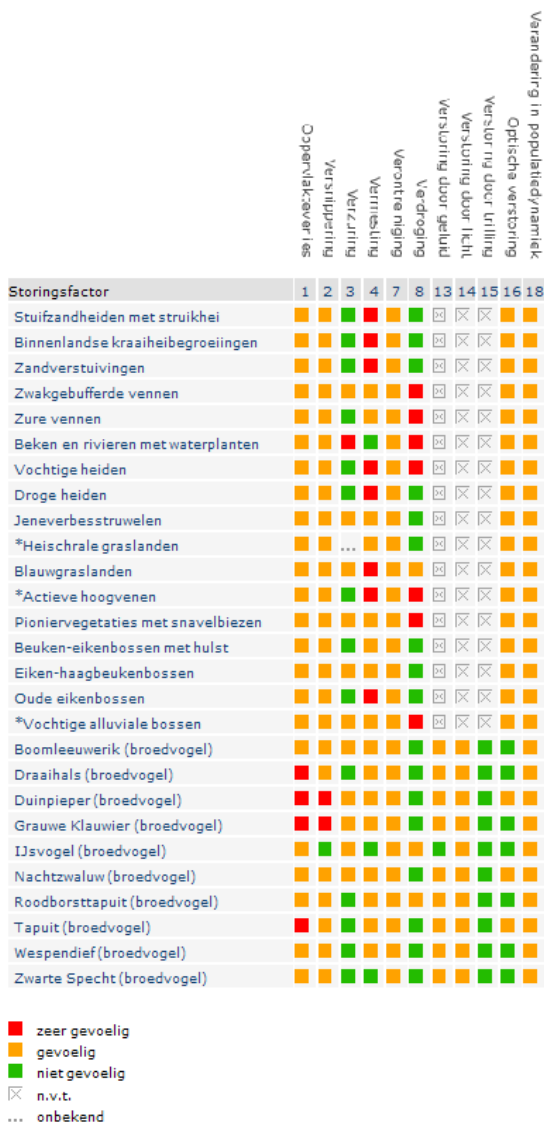 Oppervlakteverlies
Versnippering
Verzuring
Vermesting
Verontreiniging
Verdroging
Verstoring door geluid
Verstoring door licht
Verstoring door trilling
Optische verstoring
Verandering in populatiedynamiek
Storingsfactor 1 2 3 4 7 8 13 14 15 16 18
Stuifzandheiden met struikhei
Binnenlandse kraaiheibegroeiingen
Zandverstuivingen
Zwakgebufferde vennen
Zure vennen
Beken en rivieren met waterplanten
Vochtige heiden
Droge heiden
Jeneverbesstruwelen
*Heischrale graslanden ...
Blauwgraslanden
*Actieve hoogvenen
Pioniervegetaties met snavelbiezen
Beuken-eikenbossen met hulst
Eiken-haagbeukenbossen
Oude eikenbossen
*Vochtige alluviale bossen
Boomleeuwerik (broedvogel)
Draaihals (broedvogel)
Duinpieper (broedvogel)
Grauwe Klauwier (broedvogel)
IJsvogel (broedvogel)
Nachtzwaluw (broedvogel)
Roodborsttapuit (broedvogel)
Tapuit (broedvogel)
Wespendief (broedvogel)
Zwarte Specht (broedvogel)
zeer gevoelig
gevoelig
niet gevoelig
n.v.t.
... onbekend